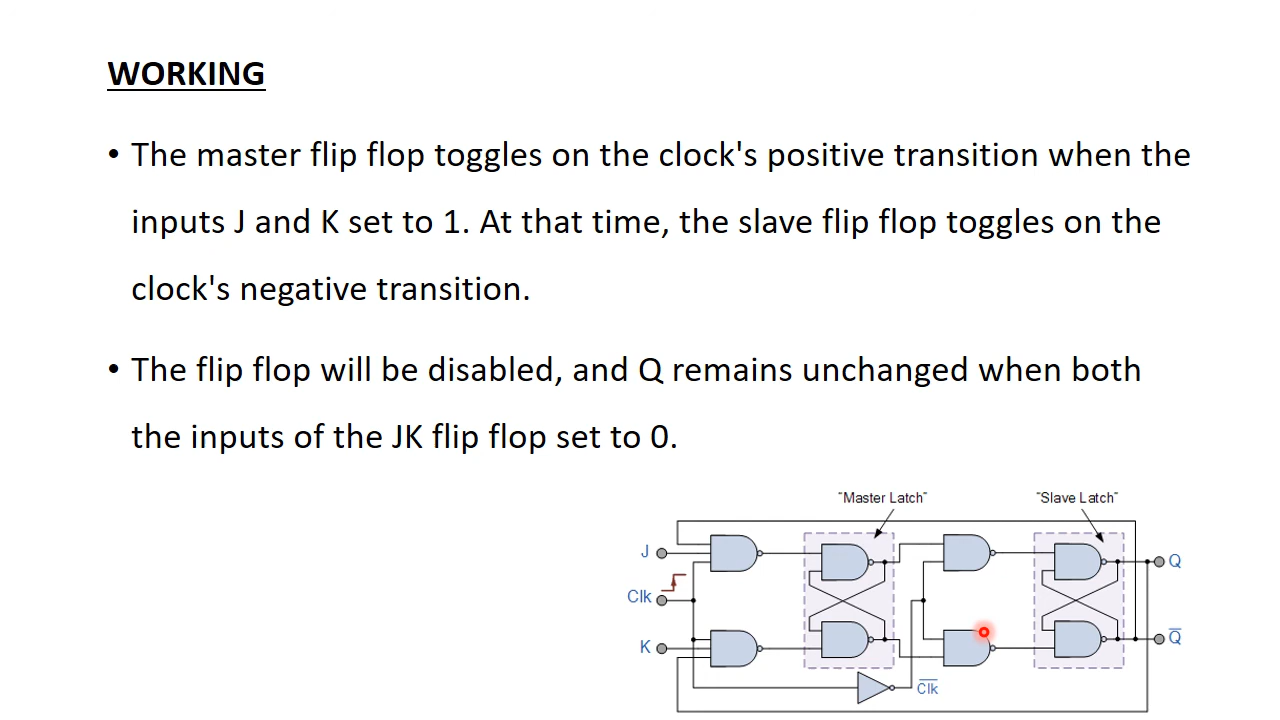 WORKING
• The master flip flop toggles on the clock's positive transition when the
inputs J and K set to 1. At that time, the slave flip flop toggles on the
clock's negative transition.
• The flip flop will be disabled, and Q remains unchanged when both
the inputs of the JK flip flop set to 0.
"Master Latch" "Slave Latch"
J
Q
Clk
K
Q̅
C̅l̅k̅